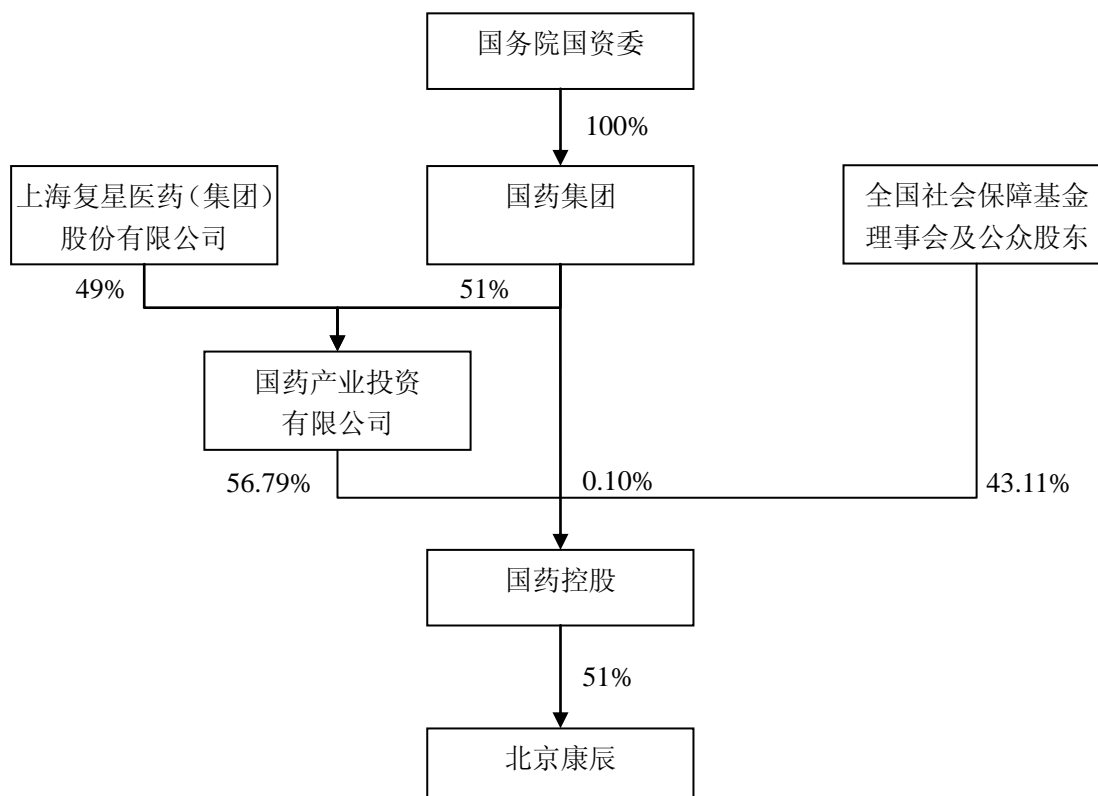 国务院国资委
100%
上海复星医药（集团）
股份有限公司
国药集团
全国社会保障基金
理事会及公众股东
49%
51%
国药产业投资
有限公司
56.79%
0.10%
43.11%
国药控股
51%
北京康辰